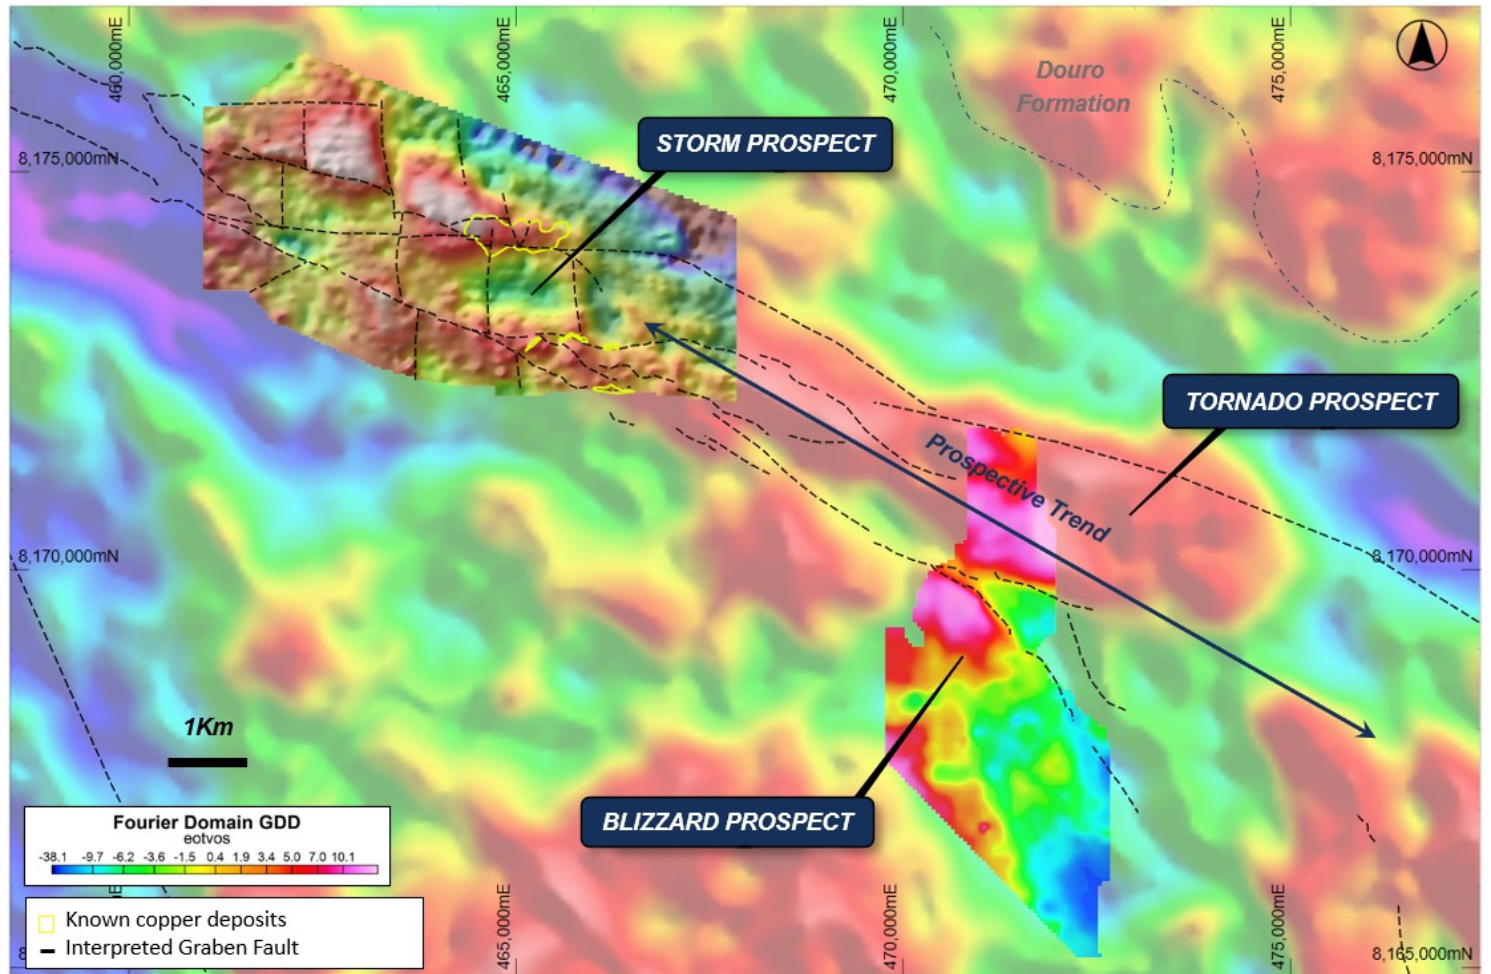 460,000mE
465,000mE
470,000mE
475,000mE
Douro
Formation
STORM PROSPECT
8,175,000mN
8,175,000mN
TORNADO PROSPECT
Prospective Trend
8,170,000mN
8,170,000mN
1Km
BLIZZARD PROSPECT
Fourier Domain GDD
eotvos
-38.1 -9.7 -6.2 -3.6 -1.5 0.4 1.9 3.4 5.0 7.0 10.1
Known copper deposits
Interpreted Graben Fault
465,000mE
470,000mE
475,000mE
8,165,000mN